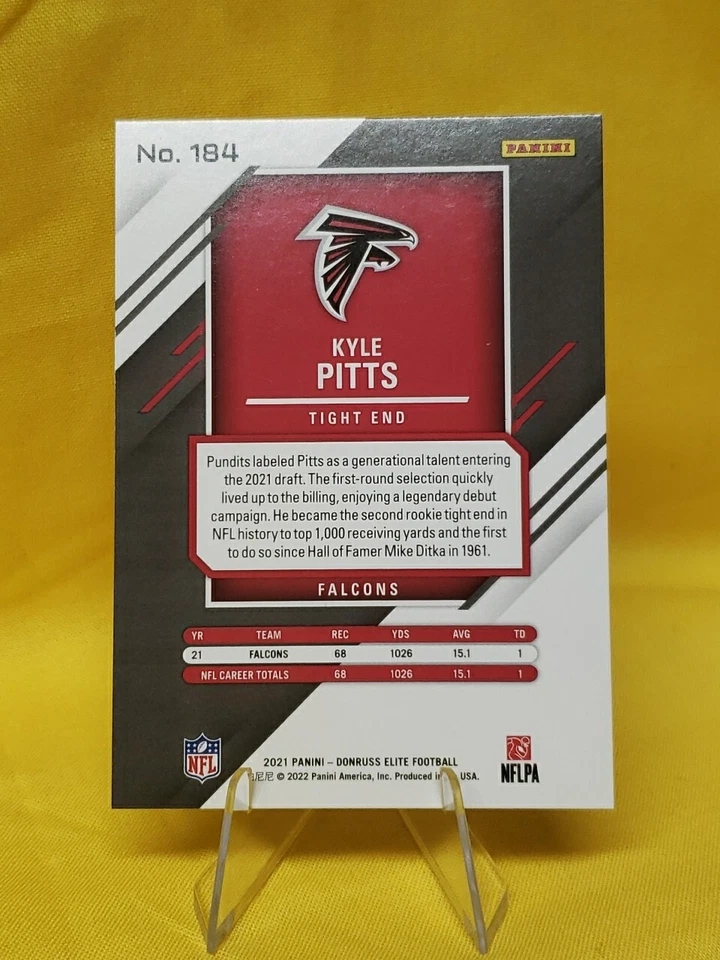 No. 184
PANINI
KYLE
PITTS
TIGHT END
Pundits labeled Pitts as a generational talent entering
the 2021 draft. The first-round selection quickly
lived up to the billing, enjoying a legendary debut
campaign. He became the second rookie tight end in
NFL history to top 1,000 receiving yards and the first
to do so since Hall of Famer Mike Ditka in 1961.
FALCONS
YR TEAM REC YDS AVG TD
21 FALCONS 68 1026 15.1 1
NFL CAREER TOTALS 68 1026 15.1 1
NFL
NFLPA
2021 PANINI – DONRUSS ELITE FOOTBALL
尼尼 © 2022 Panini America, Inc. Produced in USA.